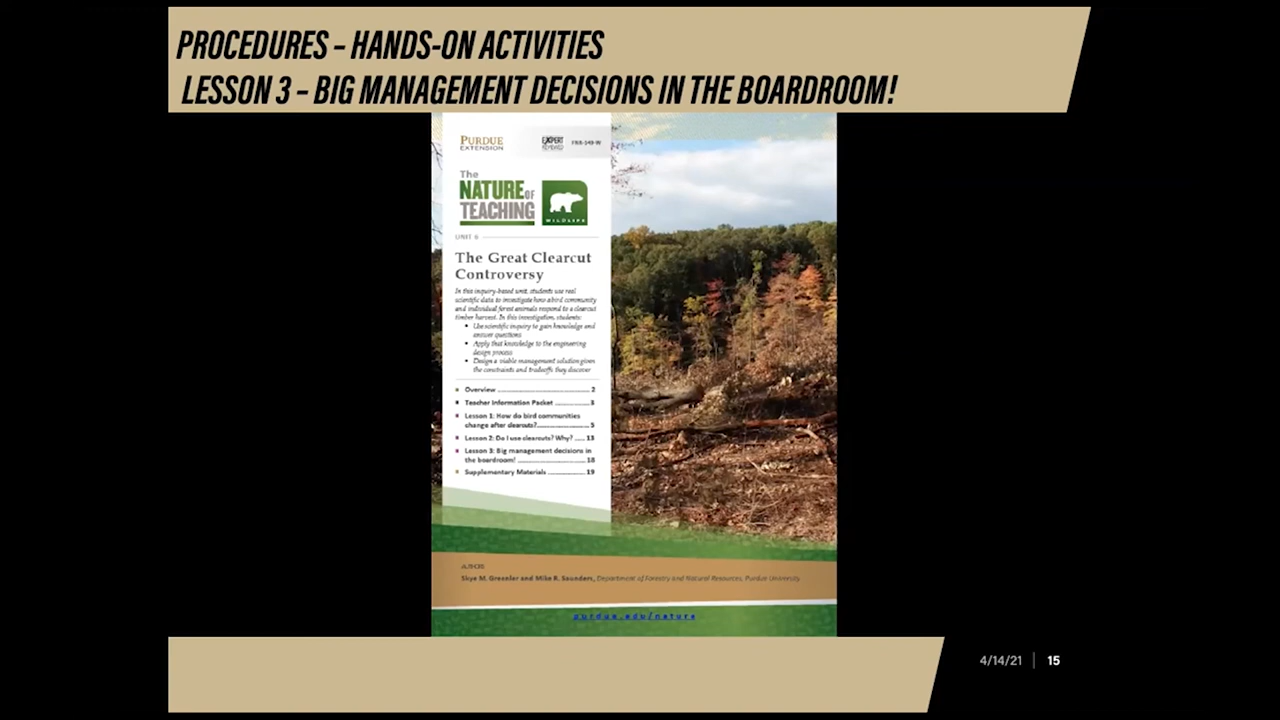 PROCEDURES – HANDS-ON ACTIVITIES
LESSON 3 – BIG MANAGEMENT DECISIONS IN THE BOARDROOM!
PURDUE
EXTENSION
EXPERT
REVIEWED
The
NATURE OF
TEACHING
WILDLIFE
UNIT 6
The Great Clearcut
Controversy
In this inquiry-based unit, students use real
scientific data to investigate how a bird community
and individual forest animals respond to a clearcut
timber harvest. In this investigation, students:
• Use scientific inquiry to gain knowledge and
answer questions
• Apply that knowledge to the engineering
design process
• Design a viable management solution given
the constraints and tradeoffs they discover
Overview ........ 2
Teacher Information Packet ........ 3
Lesson 1: How do bird communities
change after clearcuts? ........ 5
Lesson 2: Do I use clearcuts? Why? ..... 13
Lesson 3: Big management decisions in
the boardroom! ........ 18
Supplementary Materials ........ 19
AUTHORS
Skye M. Greenler and Mike R. Saunders, Department of Forestry and Natural Resources, Purdue University
purdue.edu/nature
4/14/21 | 15